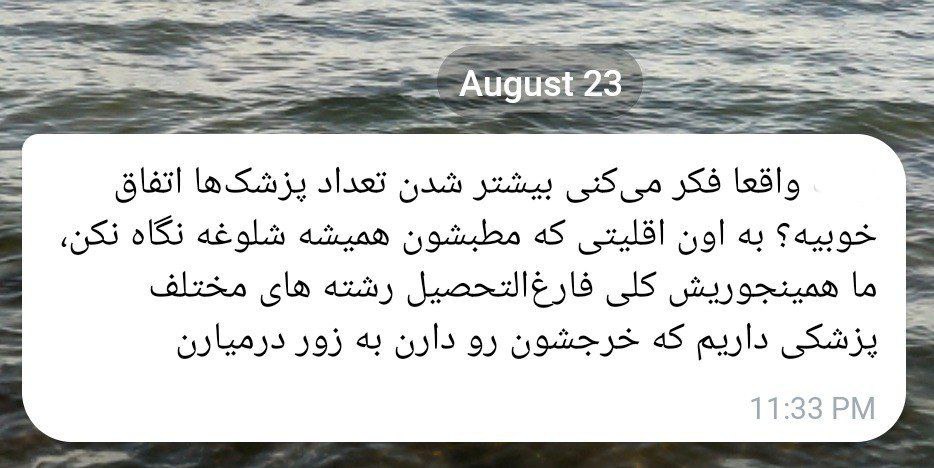 August 23
واقعا فکر می‌کنی بیشتر شدن تعداد پزشک‌ها اتفاق
خوبیه؟ به اون اقلیتی که مطبشون همیشه شلوغه نگاه نکن،
ما همینجوریش کلی فارغ‌التحصیل رشته های مختلف
پزشکی داریم که خرجشون رو دارن به زور درمیارن
11:33 PM